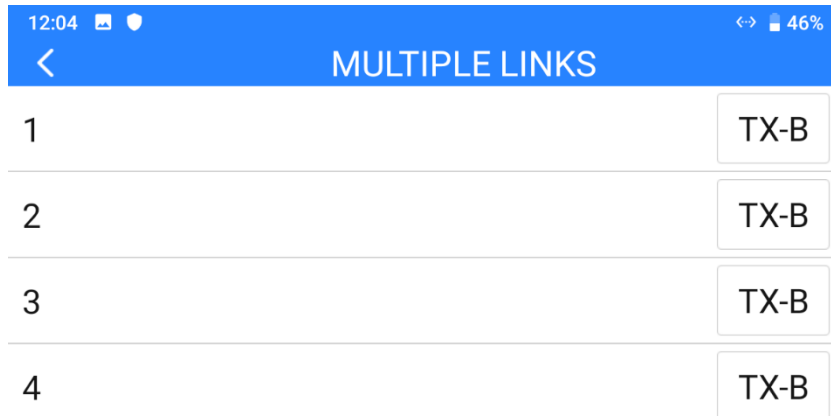 12:04 46%
MULTIPLE LINKS
1 TX-B
2 TX-B
3 TX-B
4 TX-B